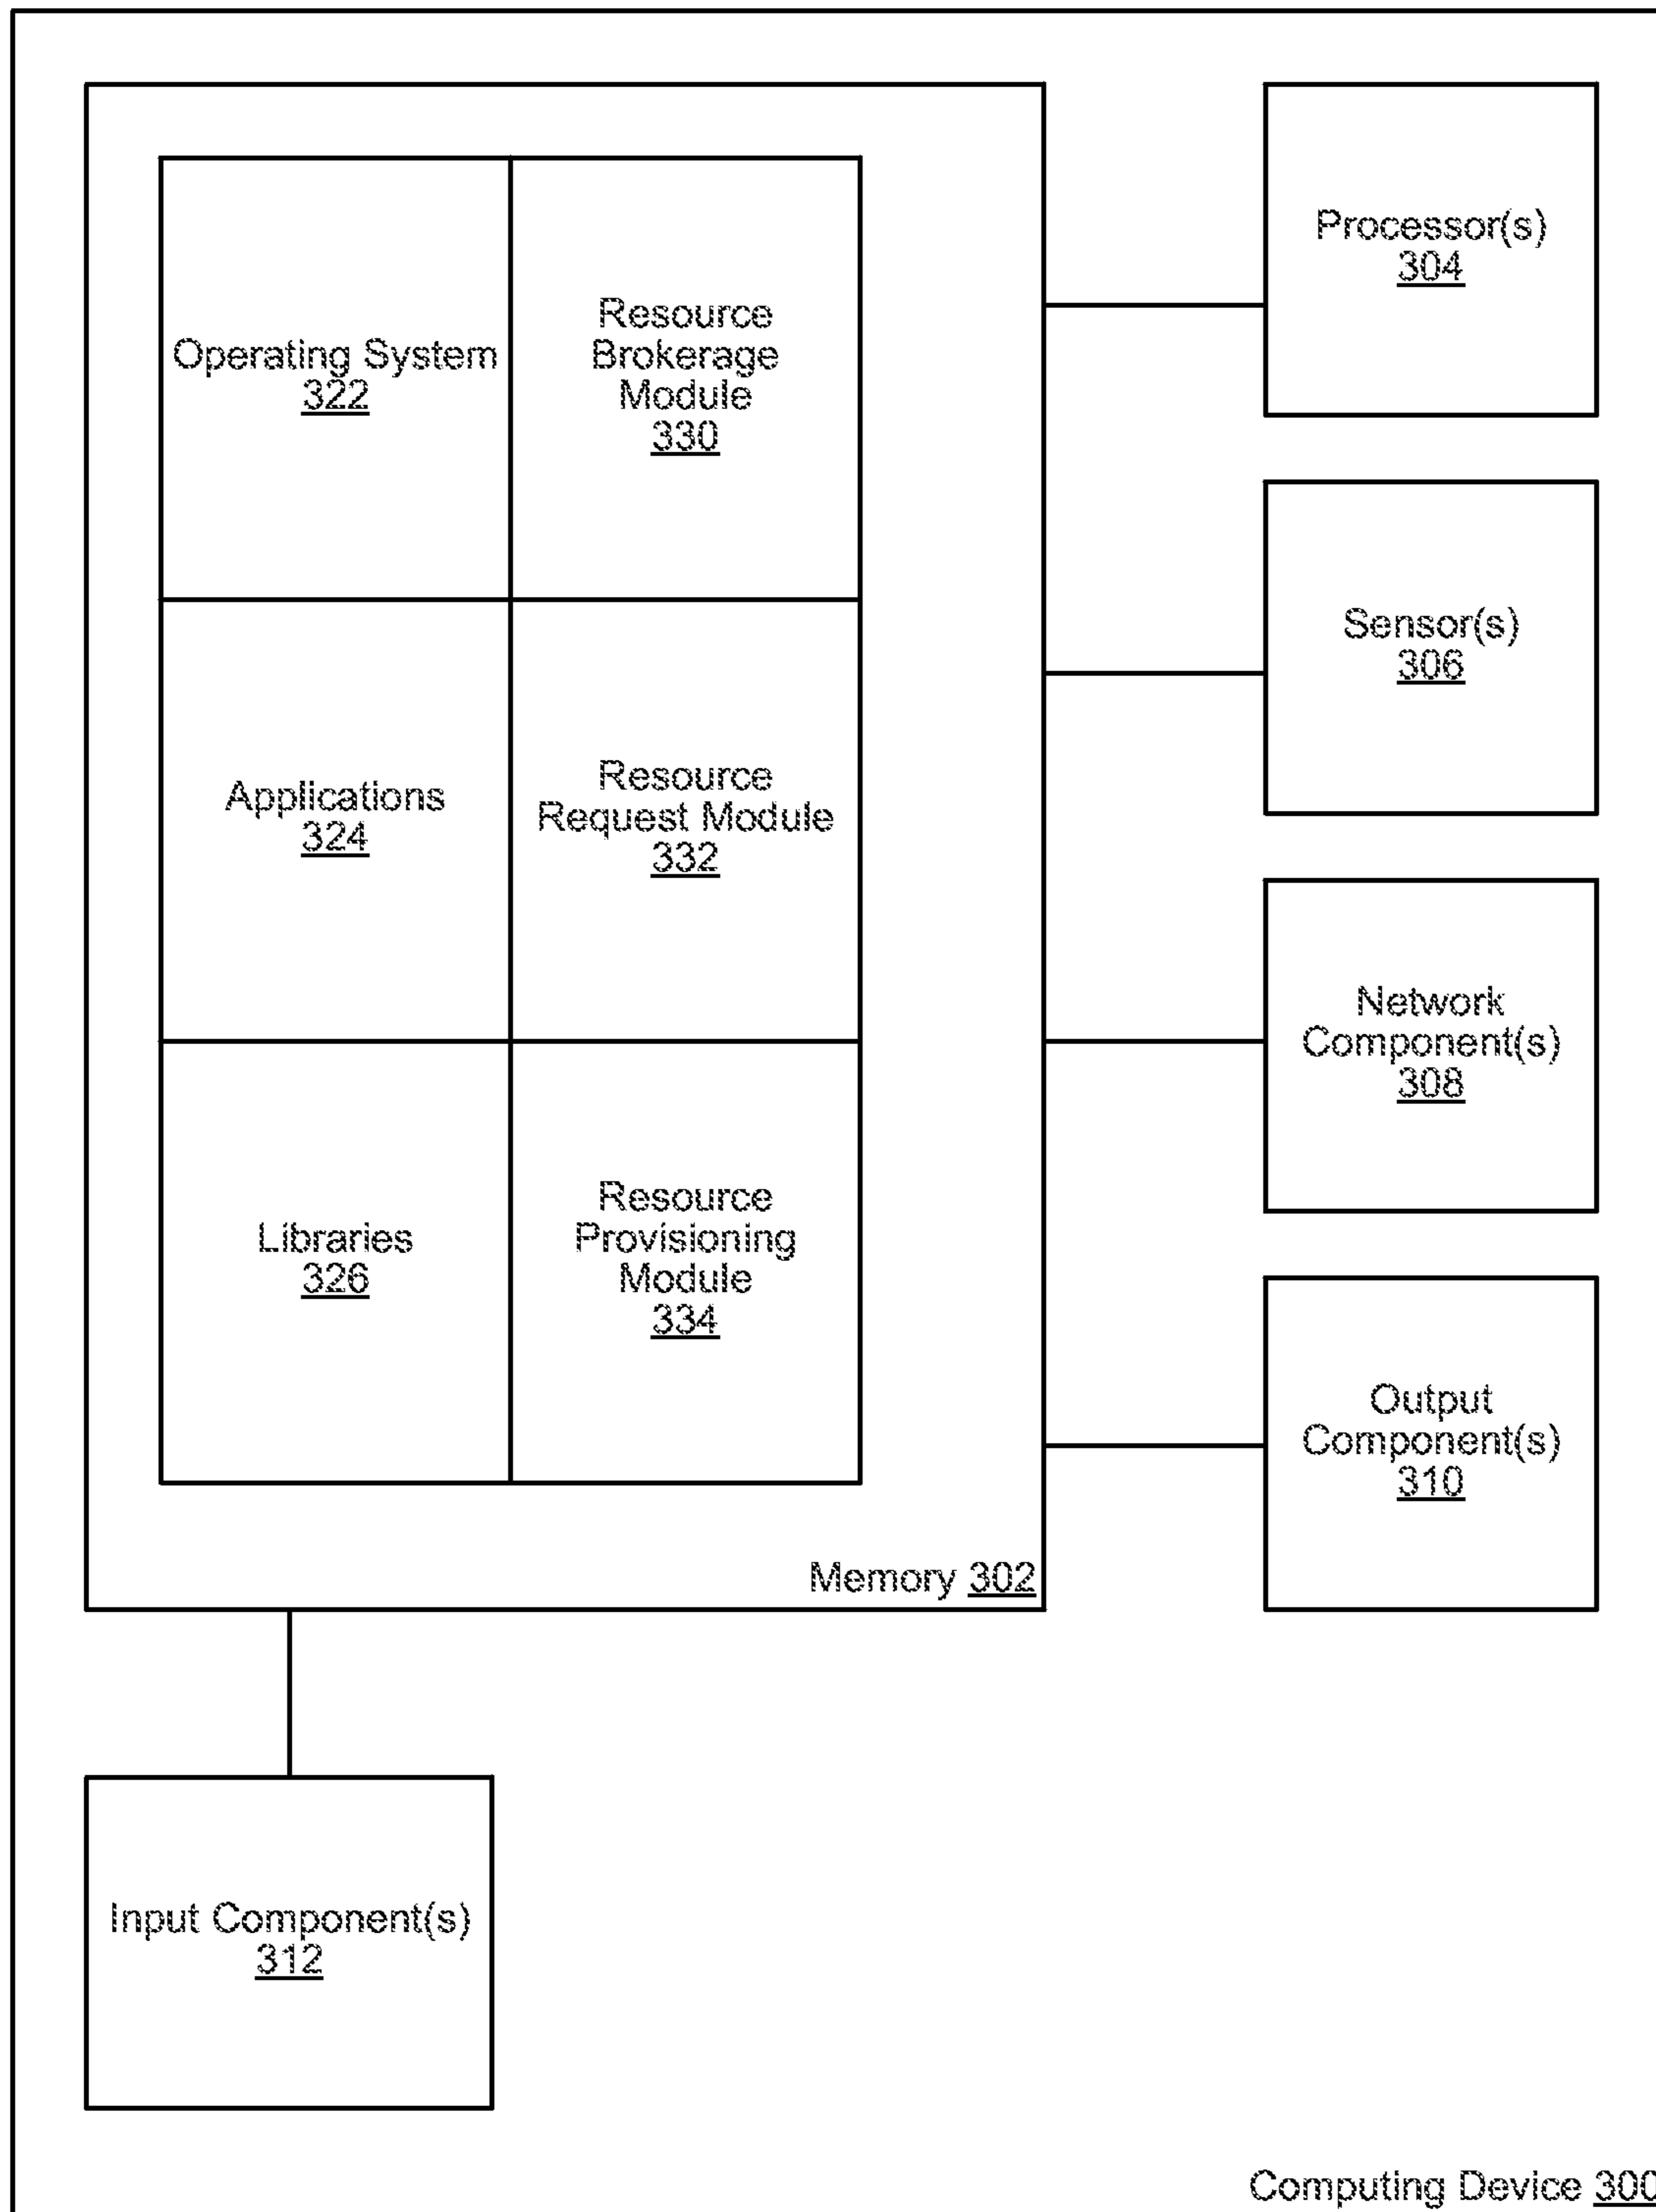 Operating System
322
Resource
Brokerage
Module
330
Applications
324
Resource
Request Module
332
Libraries
326
Resource
Provisioning
Module
334
Memory 302
Processor(s)
304
Sensor(s)
306
Network
Component(s)
308
Output
Component(s)
310
Input Component(s)
312
Computing Device 300